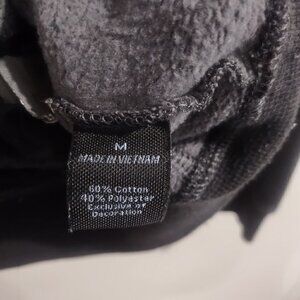 M
MADE IN VIETNAM
60% Cotton
40% Polyester
Exclusive of
Decoration